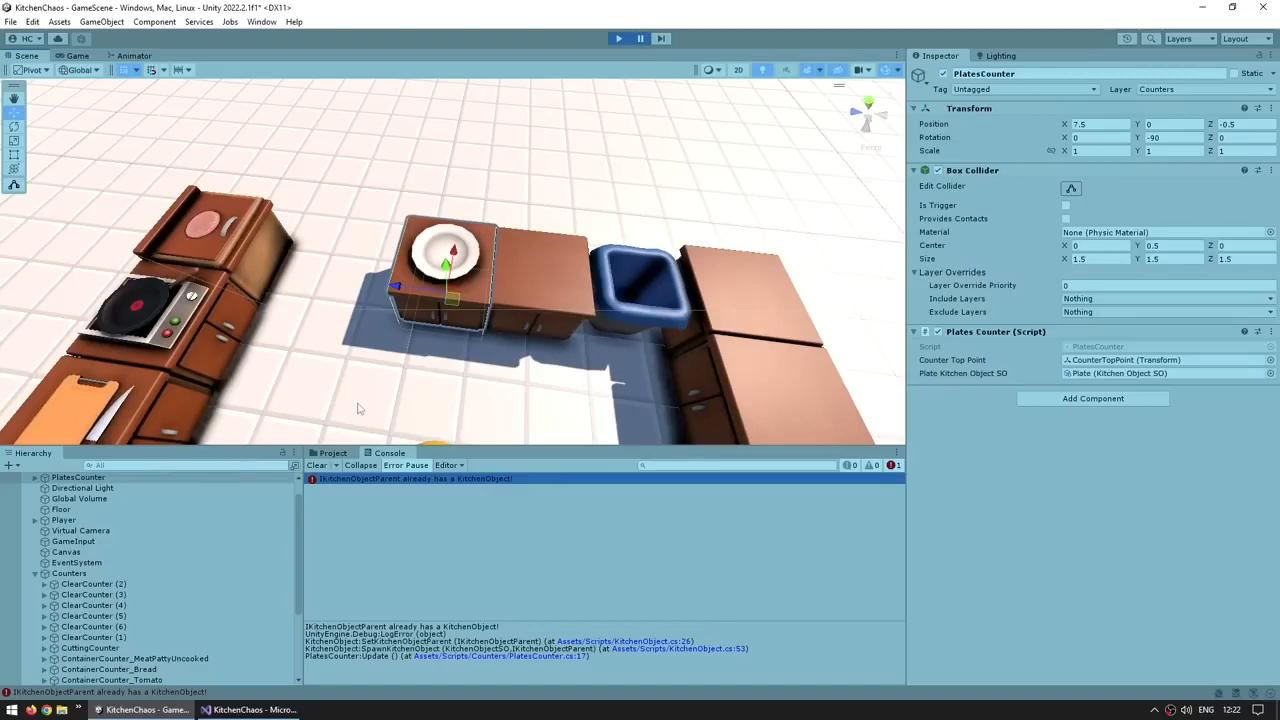 KitchenChaos - GameScene - Windows, Mac, Linux - Unity 2022.2.1f1* <DX11>
File Edit Assets GameObject Component Services Jobs Window Help
HC Layers Layout
Scene Game Animator
Pivot Global 2D
Persp
Inspector Lighting
PlatesCounter Static
Tag Untagged Layer Counters
Transform
Position X 7.5 Y 0 Z -0.5
Rotation X 0 Y -90 Z 0
Scale X 1 Y 1 Z 1
Box Collider
Edit Collider
Is Trigger
Provides Contacts
Material None (Physic Material)
Center X 0 Y 0.5 Z 0
Size X 1.5 Y 1.5 Z 1.5
Layer Overrides
Layer Override Priority 0
Include Layers Nothing
Exclude Layers Nothing
# Plates Counter (Script)
Script PlatesCounter
Counter Top Point CounterTopPoint (Transform)
Plate Kitchen Object SO Plate (Kitchen Object SO)
Add Component
Hierarchy
+ All
PlatesCounter
Directional Light
Global Volume
Floor
Player
Virtual Camera
GameInput
Canvas
EventSystem
Counters
ClearCounter (2)
ClearCounter (3)
ClearCounter (4)
ClearCounter (5)
ClearCounter (6)
ClearCounter (1)
CuttingCounter
ContainerCounter_MeatPattyUncooked
ContainerCounter_Bread
ContainerCounter_Tomato
Project Console
Clear Collapse Error Pause Editor 0 0 1
IKitchenObjectParent already has a KitchenObject!
IKitchenObjectParent already has a KitchenObject!
UnityEngine.Debug:LogError (object)
KitchenObject:SetKitchenObjectParent (IKitchenObjectParent) (at Assets/Scripts/KitchenObject.cs:26)
KitchenObject:SpawnKitchenObject (KitchenObjectSO,IKitchenObjectParent) (at Assets/Scripts/KitchenObject.cs:53)
PlatesCounter:Update () (at Assets/Scripts/Counters/PlatesCounter.cs:17)
IKitchenObjectParent already has a KitchenObject!
KitchenChaos - Game... KitchenChaos - Micro... ENG 12:22